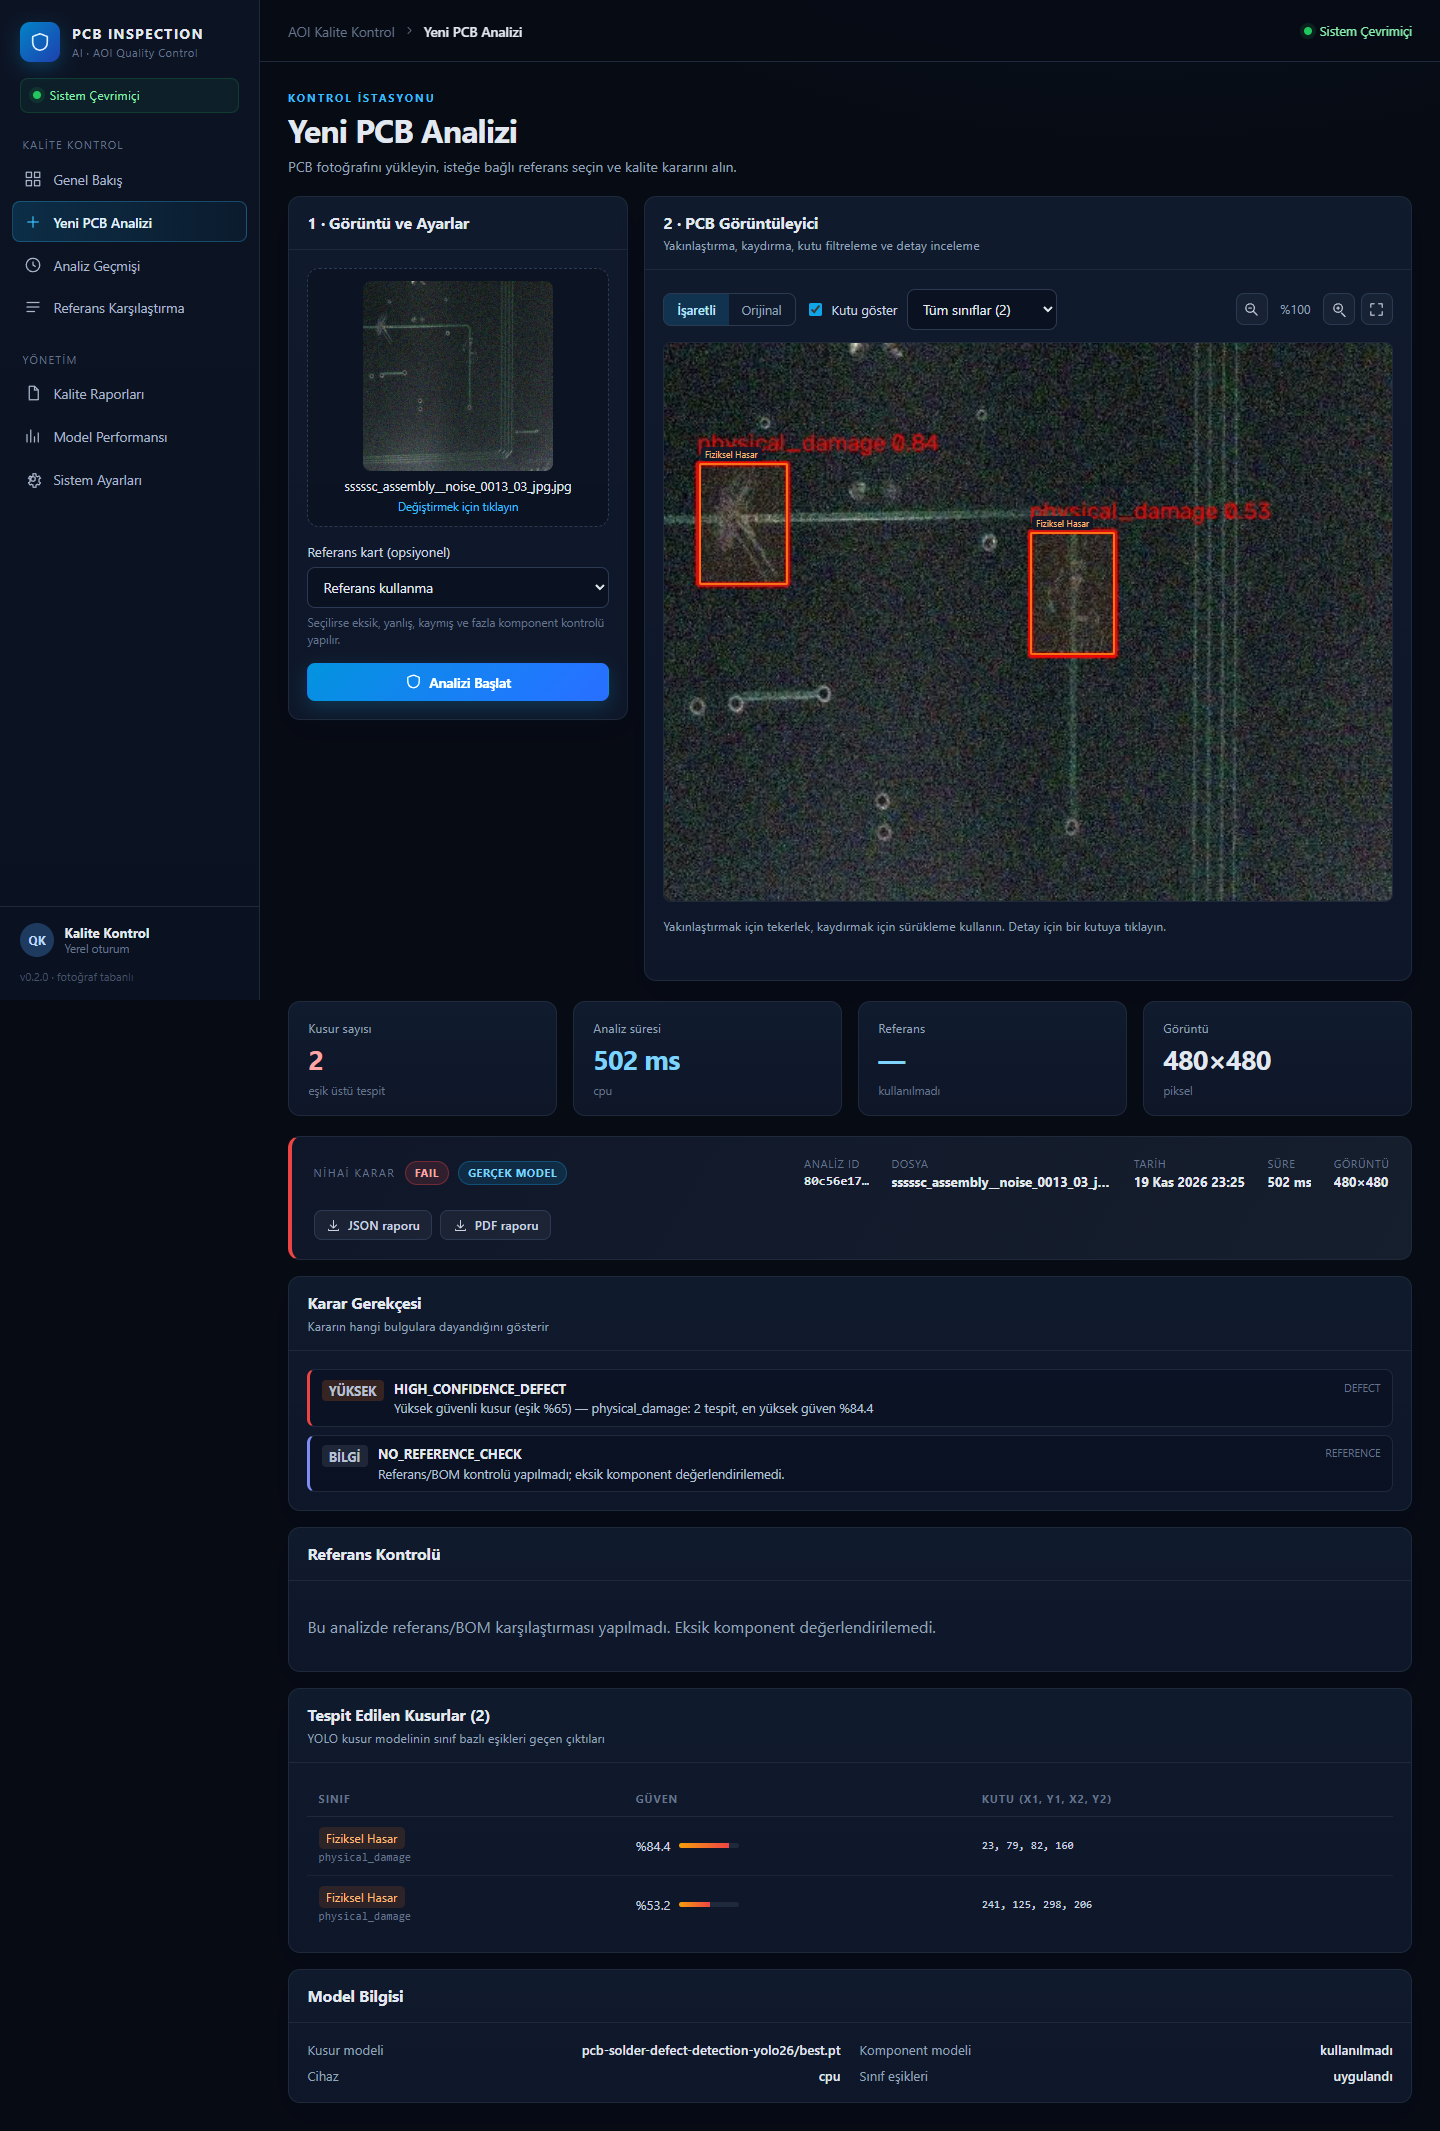 PCB INSPECTION
AI · AOI Quality Control
Sistem Çevrimiçi
KALİTE KONTROL
Genel Bakış
Yeni PCB Analizi
Analiz Geçmişi
Referans Karşılaştırma
YÖNETİM
Kalite Raporları
Model Performansı
Sistem Ayarları
QK
Kalite Kontrol
Yerel oturum
v0.2.0 · fotoğraf tabanlı
AOI Kalite Kontrol > Yeni PCB Analizi
Sistem Çevrimiçi
KONTROL İSTASYONU
Yeni PCB Analizi
PCB fotoğrafını yükleyin, isteğe bağlı referans seçin ve kalite kararını alın.
1 · Görüntü ve Ayarlar
sssssc_assembly__noise_0013_03_jpg.jpg
Değiştirmek için tıklayın
Referans kart (opsiyonel)
Referans kullanma
Seçilirse eksik, yanlış, kaymış ve fazla komponent kontrolü
yapılır.
Analizi Başlat
2 · PCB Görüntüleyici
Yakınlaştırma, kaydırma, kutu filtreleme ve detay inceleme
İşaretli Orijinal Kutu göster Tüm sınıflar (2) %100
physical_damage 0.84
Fiziksel Hasar
physical_damage 0.53
Fiziksel Hasar
Yakınlaştırmak için tekerlek, kaydırmak için sürükleme kullanın. Detay için bir kutuya tıklayın.
Kusur sayısı
2
eşik üstü tespit
Analiz süresi
502 ms
cpu
Referans
—
kullanılmadı
Görüntü
480×480
piksel
NİHAİ KARAR FAIL GERÇEK MODEL
ANALİZ ID
80c56e17…
DOSYA
sssssc_assembly__noise_0013_03_j...
TARİH
19 Kas 2026 23:25
SÜRE
502 ms
GÖRÜNTÜ
480×480
JSON raporu
PDF raporu
Karar Gerekçesi
Kararın hangi bulgulara dayandığını gösterir
YÜKSEK HIGH_CONFIDENCE_DEFECT DEFECT
Yüksek güvenli kusur (eşik %65) — physical_damage: 2 tespit, en yüksek güven %84.4
BİLGİ NO_REFERENCE_CHECK REFERENCE
Referans/BOM kontrolü yapılmadı; eksik komponent değerlendirilemedi.
Referans Kontrolü
Bu analizde referans/BOM karşılaştırması yapılmadı. Eksik komponent değerlendirilemedi.
Tespit Edilen Kusurlar (2)
YOLO kusur modelinin sınıf bazlı eşikleri geçen çıktıları
SINIF GÜVEN KUTU (X1, Y1, X2, Y2)
Fiziksel Hasar
physical_damage
%84.4
23, 79, 82, 160
Fiziksel Hasar
physical_damage
%53.2
241, 125, 298, 206
Model Bilgisi
Kusur modeli pcb-solder-defect-detection-yolo26/best.pt
Komponent modeli kullanılmadı
Cihaz cpu
Sınıf eşikleri uygulandı